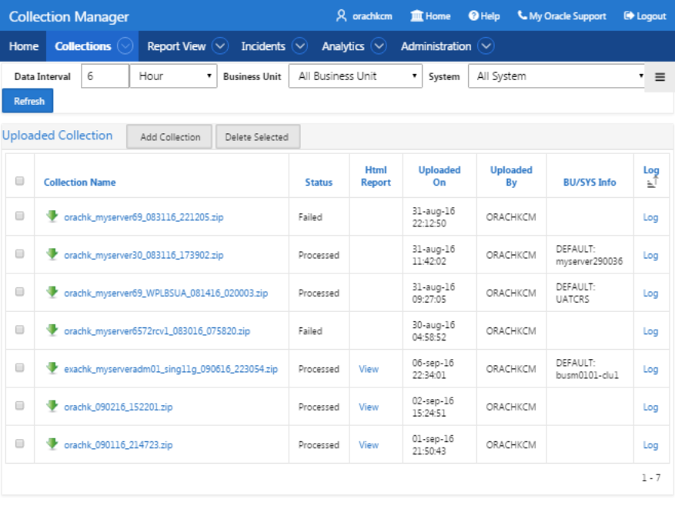 Collection Manager orachkcm Home Help My Oracle Support Logout
Home Collections Report View Incidents Analytics Administration
Data Interval 6 Hour Business Unit All Business Unit System All System
Refresh
Uploaded Collection Add Collection Delete Selected
Collection Name Status Html Report Uploaded On Uploaded By BU/SYS Info Log
orachk_myserver69_083116_221205.zip Failed 31-aug-16 22:12:50 ORACHKCM Log
orachk_myserver30_083116_173902.zip Processed 31-aug-16 11:42:02 ORACHKCM DEFAULT: myserver290036 Log
orachk_myserver69_WPLBSUA_081416_020003.zip Processed 31-aug-16 09:27:05 ORACHKCM DEFAULT: UATCRS Log
orachk_myserver6572rcv1_083016_075820.zip Failed 30-aug-16 04:58:52 ORACHKCM Log
exachk_myserveradm01_sing11g_090616_223054.zip Processed View 06-sep-16 22:34:01 ORACHKCM DEFAULT: busm0101-clu1 Log
orachk_090216_152201.zip Processed View 02-sep-16 15:24:51 ORACHKCM Log
orachk_090116_214723.zip Processed View 01-sep-16 21:50:43 ORACHKCM Log
1 - 7